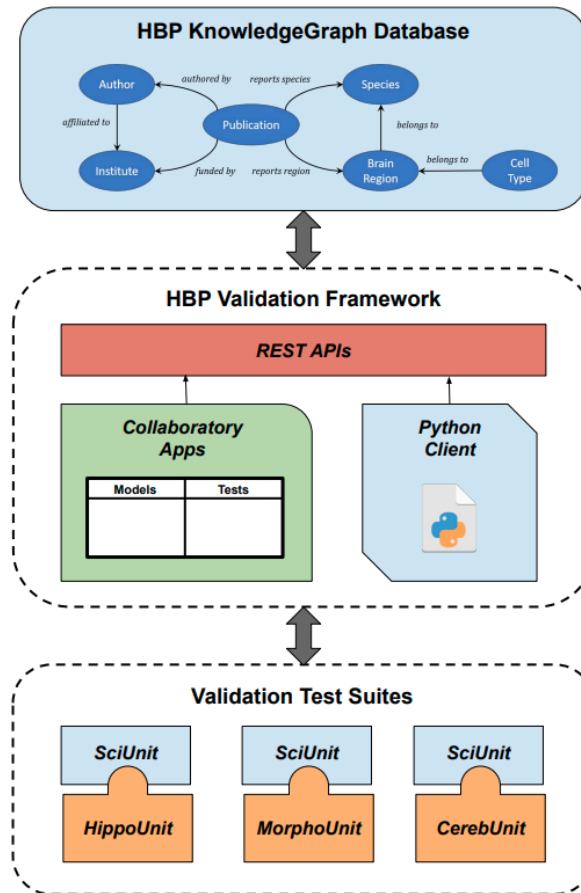 HBP KnowledgeGraph Database
Author
authored by
reports species
Species
affiliated to
Publication
belongs to
Institute
funded by
reports region
Brain
Region
belongs to
Cell
Type
HBP Validation Framework
REST APIs
Collaboratory
Apps
Models
Tests
Python
Client
Validation Test Suites
SciUnit
SciUnit
SciUnit
HippoUnit
MorphoUnit
CerebUnit